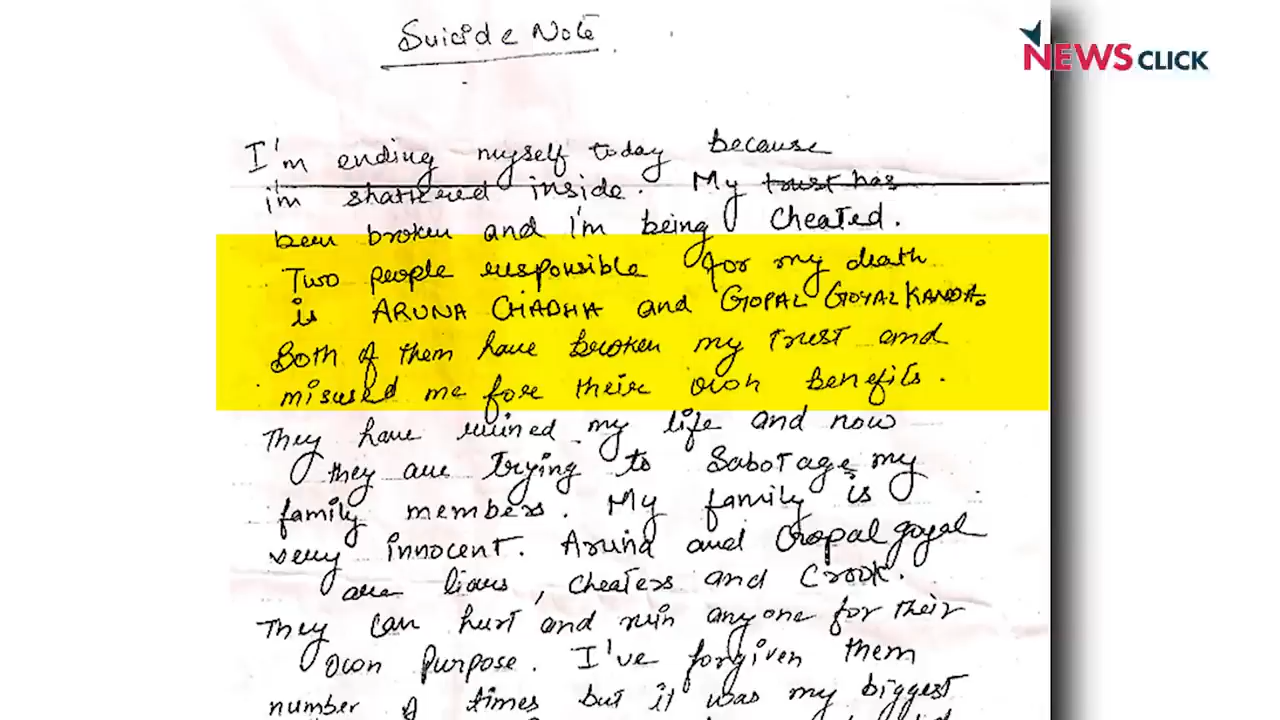 NEWSCLICK
Suicide Note
I'm ending myself today because
i'm shattered inside. My trust has
been broken and i'm being cheated.
Two people responsible for my death
is ARUNA CHADHA and GOPAL GOYAL KANDA.
Both of them have broken my trust and
misused me for their own benefits.
They have ruined my life and now
they are trying to sabotage my
family members. My family is
very innocent. Aruna and Gopal goyal
are liars, cheaters and crook.
They can hurt and ruin anyone for their
own purpose. I've forgiven them
number of times but it was my biggest